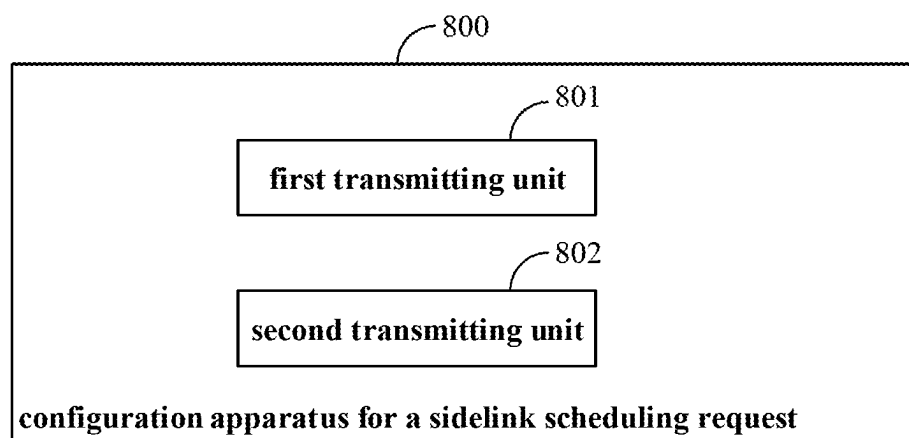 800
801
first transmitting unit
802
second transmitting unit
configuration apparatus for a sidelink scheduling request